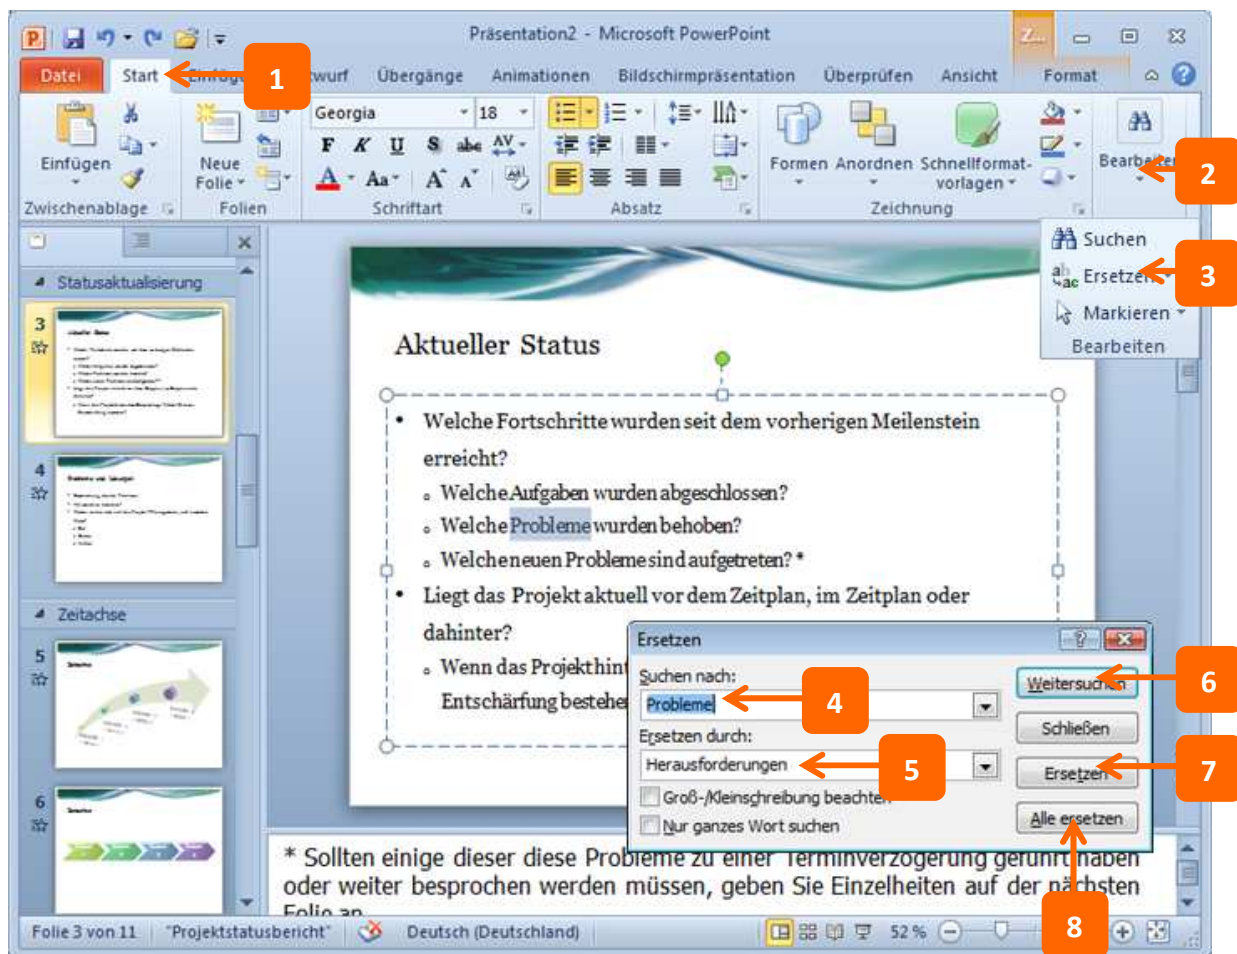 Präsentation2 - Microsoft PowerPoint
Z...
Datei Start Übergänge Animationen Bildschirmpräsentation Überprüfen Ansicht Format
1
Georgia 18
F K U S abc AV
A Aa A A
Einfügen
Neue
Folie
Formen Anordnen Schnellformat-
vorlagen
2
Zwischenablage Folien Schriftart Absatz Zeichnung
Suchen
Ersetzen
3
Markieren
Bearbeiten
Statusaktualisierung
3
4
Zeitachse
5
6
Aktueller Status
• Welche Fortschritte wurden seit dem vorherigen Meilenstein
erreicht?
Welche Aufgaben wurden abgeschlossen?
Welche Probleme wurden behoben?
Welche neuen Probleme sind aufgetreten? *
• Liegt das Projekt aktuell vor dem Zeitplan, im Zeitplan oder
dahinter?
Wenn das Projekt
Entschärfung
Ersetzen
Suchen nach:
Probleme
4
Ersetzen durch:
Herausforderungen
5
Groß-/Kleinschreibung beachten
Nur ganzes Wort suchen
Weitersuchen
6
Schließen
Ersetzen
7
Alle ersetzen
8
* Sollten einige dieser diese Probleme zu einer Terminverzögerung geführt haben
oder weiter besprochen werden müssen, geben Sie Einzelheiten auf der nächsten
Folie an
Folie 3 von 11 "Projektstatusbericht" Deutsch (Deutschland) 52 %